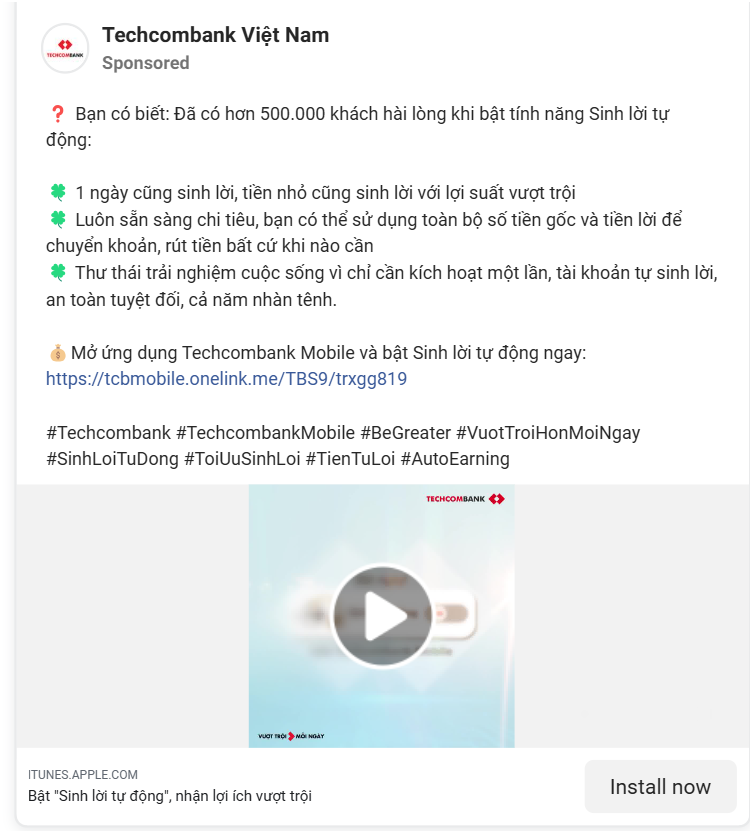 TECHCOMBANK
Techcombank Việt Nam
Sponsored
❓ Bạn có biết: Đã có hơn 500.000 khách hài lòng khi bật tính năng Sinh lời tự
động:
🍀 1 ngày cũng sinh lời, tiền nhỏ cũng sinh lời với lợi suất vượt trội
🍀 Luôn sẵn sàng chi tiêu, bạn có thể sử dụng toàn bộ số tiền gốc và tiền lời để
chuyển khoản, rút tiền bất cứ khi nào cần
🍀 Thư thái trải nghiệm cuộc sống vì chỉ cần kích hoạt một lần, tài khoản tự sinh lời,
an toàn tuyệt đối, cả năm nhàn tênh.
💰Mở ứng dụng Techcombank Mobile và bật Sinh lời tự động ngay:
https://tcbmobile.onelink.me/TBS9/trxgg819
#Techcombank #TechcombankMobile #BeGreater #VuotTroiHonMoiNgay
#SinhLoiTuDong #ToiUuSinhLoi #TienTuLoi #AutoEarning
TECHCOMBANK
VƯỢT TRỘI MỖI NGÀY
ITUNES.APPLE.COM
Bật "Sinh lời tự động", nhận lợi ích vượt trội
Install now